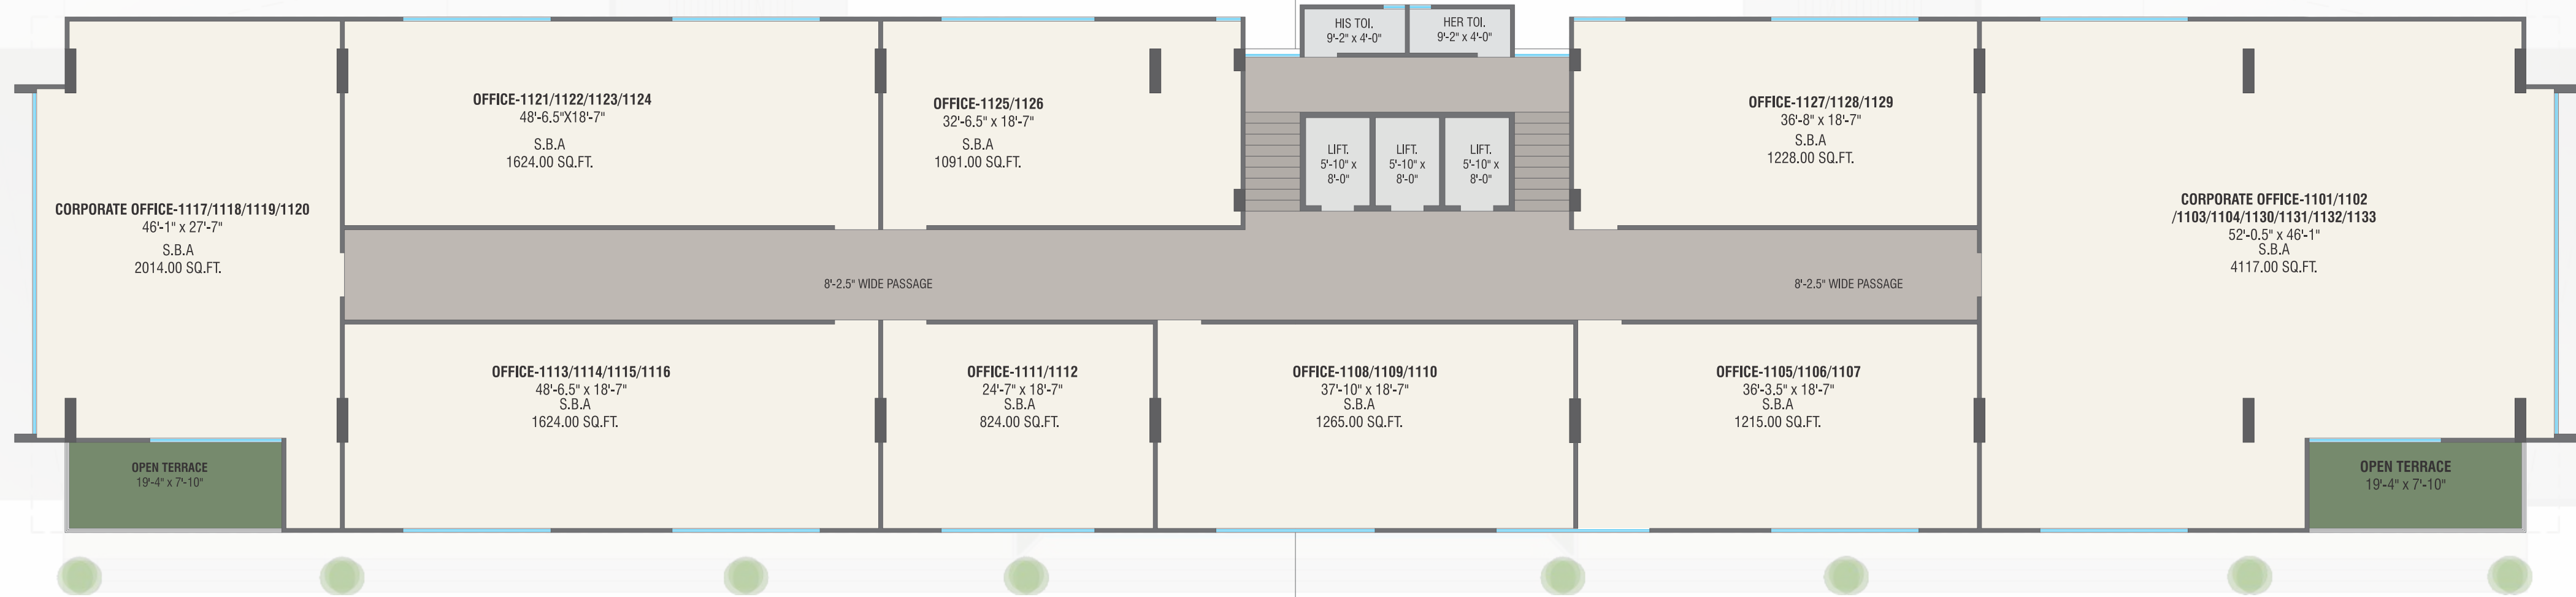 HIS TOI.
9'-2" x 4'-0"
HER TOI.
9'-2" x 4'-0"
OFFICE-1121/1122/1123/1124
48'-6.5"X18'-7"
S.B.A
1624.00 SQ.FT.
OFFICE-1125/1126
32'-6.5" x 18'-7"
S.B.A
1091.00 SQ.FT.
LIFT.
5'-10" x
8'-0"
LIFT.
5'-10" x
8'-0"
LIFT.
5'-10" x
8'-0"
OFFICE-1127/1128/1129
36'-8" x 18'-7"
S.B.A
1228.00 SQ.FT.
CORPORATE OFFICE-1117/1118/1119/1120
46'-1" x 27'-7"
S.B.A
2014.00 SQ.FT.
CORPORATE OFFICE-1101/1102
/1103/1104/1130/1131/1132/1133
52'-0.5" x 46'-1"
S.B.A
4117.00 SQ.FT.
8'-2.5" WIDE PASSAGE
8'-2.5" WIDE PASSAGE
OFFICE-1113/1114/1115/1116
48'-6.5" x 18'-7"
S.B.A
1624.00 SQ.FT.
OFFICE-1111/1112
24'-7" x 18'-7"
S.B.A
824.00 SQ.FT.
OFFICE-1108/1109/1110
37'-10" x 18'-7"
S.B.A
1265.00 SQ.FT.
OFFICE-1105/1106/1107
36'-3.5" x 18'-7"
S.B.A
1215.00 SQ.FT.
OPEN TERRACE
19'-4" x 7'-10"
OPEN TERRACE
19'-4" x 7'-10"